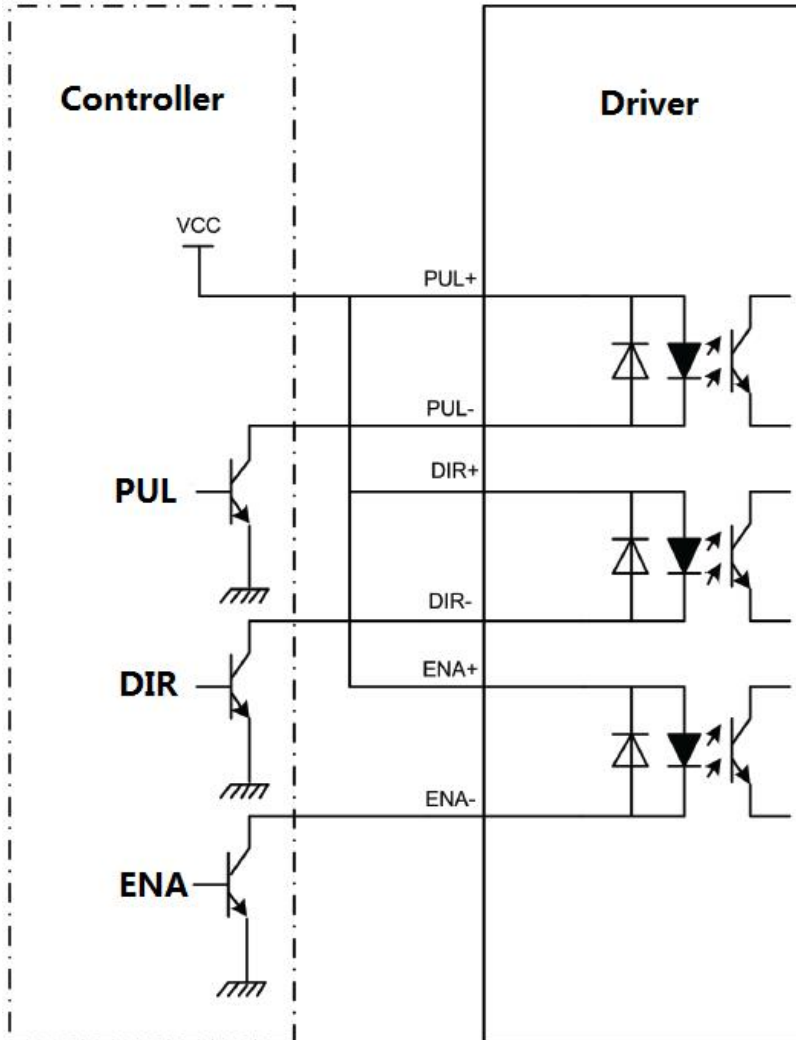 Controller
Driver
VCC
PUL+
PUL-
PUL
DIR+
DIR-
DIR
ENA+
ENA-
ENA